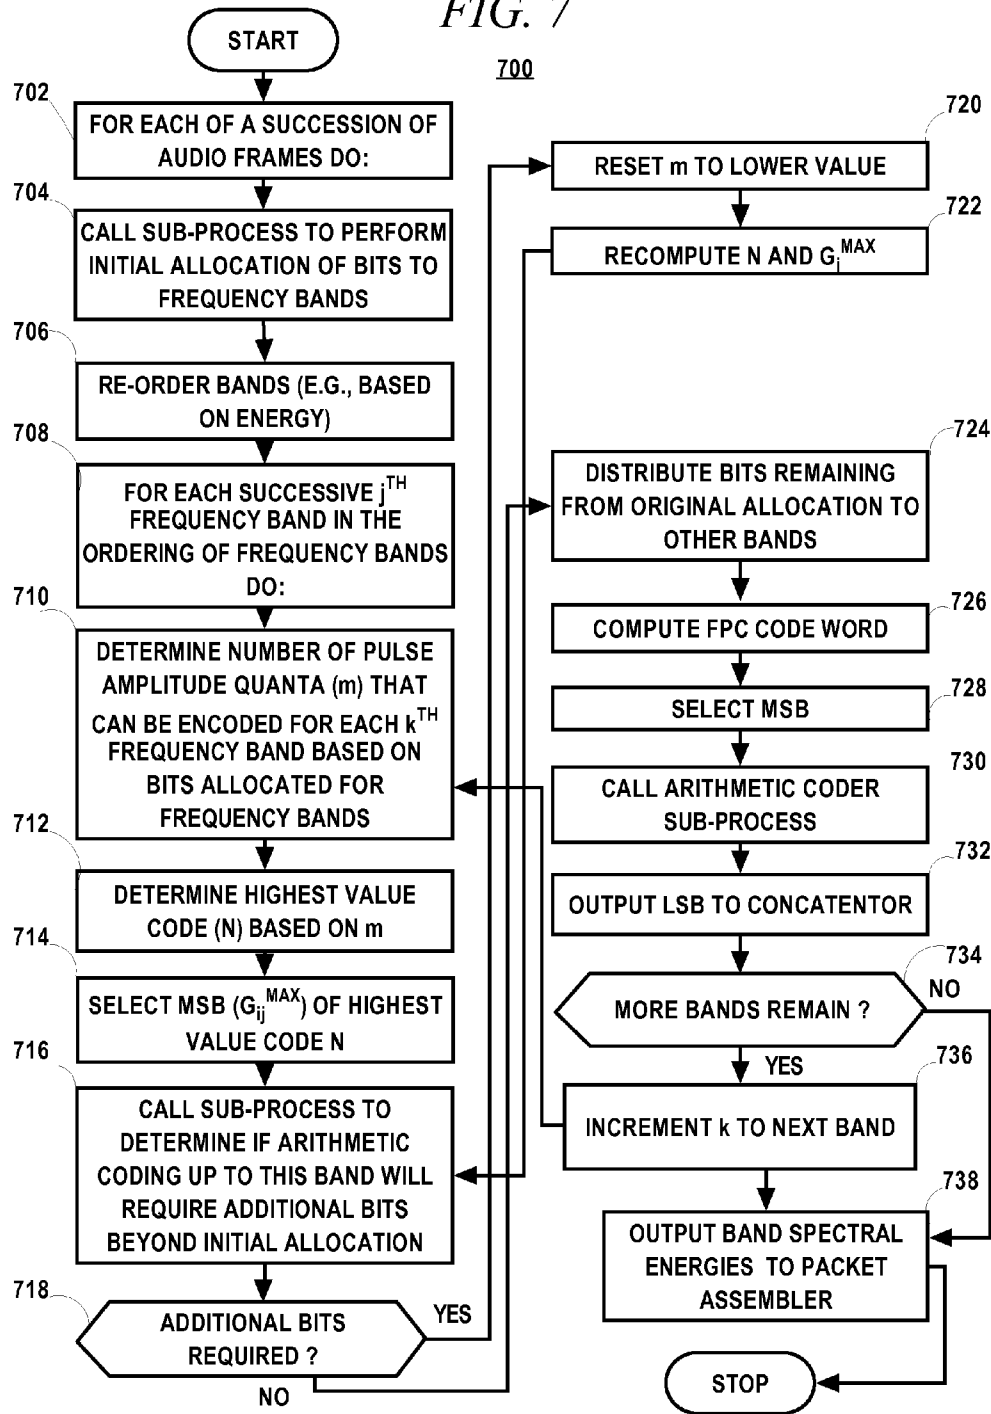 FIG. 7
700
START
702
FOR EACH OF A SUCCESSION OF
AUDIO FRAMES DO:
704
CALL SUB-PROCESS TO PERFORM
INITIAL ALLOCATION OF BITS TO
FREQUENCY BANDS
706
RE-ORDER BANDS (E.G., BASED
ON ENERGY)
708
FOR EACH SUCCESSIVE j^TH
FREQUENCY BAND IN THE
ORDERING OF FREQUENCY BANDS
DO:
710
DETERMINE NUMBER OF PULSE
AMPLITUDE QUANTA (m) THAT
CAN BE ENCODED FOR EACH k^TH
FREQUENCY BAND BASED ON
BITS ALLOCATED FOR
FREQUENCY BANDS
712
DETERMINE HIGHEST VALUE
CODE (N) BASED ON m
714
SELECT MSB (G_ij^MAX) OF HIGHEST
VALUE CODE N
716
CALL SUB-PROCESS TO
DETERMINE IF ARITHMETIC
CODING UP TO THIS BAND WILL
REQUIRE ADDITIONAL BITS
BEYOND INITIAL ALLOCATION
718
ADDITIONAL BITS
REQUIRED ?
YES
NO
720
RESET m TO LOWER VALUE
722
RECOMPUTE N AND G_i^MAX
724
DISTRIBUTE BITS REMAINING
FROM ORIGINAL ALLOCATION TO
OTHER BANDS
726
COMPUTE FPC CODE WORD
728
SELECT MSB
730
CALL ARITHMETIC CODER
SUB-PROCESS
732
OUTPUT LSB TO CONCATENTOR
734
MORE BANDS REMAIN ?
NO
YES
736
INCREMENT k TO NEXT BAND
738
OUTPUT BAND SPECTRAL
ENERGIES TO PACKET
ASSEMBLER
STOP